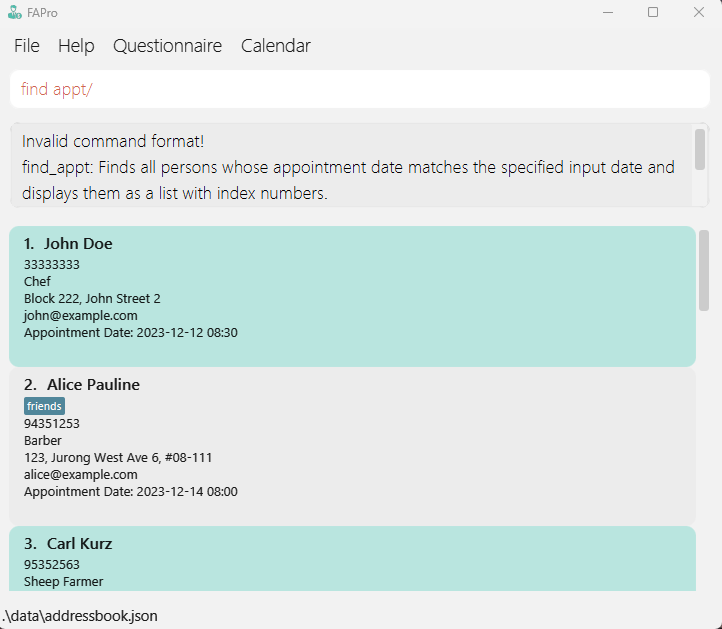 FAPro
File Help Questionnaire Calendar
find appt/
Invalid command format!
find_appt: Finds all persons whose appointment date matches the specified input date and
displays them as a list with index numbers.
1. John Doe
33333333
Chef
Block 222, John Street 2
john@example.com
Appointment Date: 2023-12-12 08:30
2. Alice Pauline
friends
94351253
Barber
123, Jurong West Ave 6, #08-111
alice@example.com
Appointment Date: 2023-12-14 08:00
3. Carl Kurz
95352563
Sheep Farmer
.\data\addressbook.json